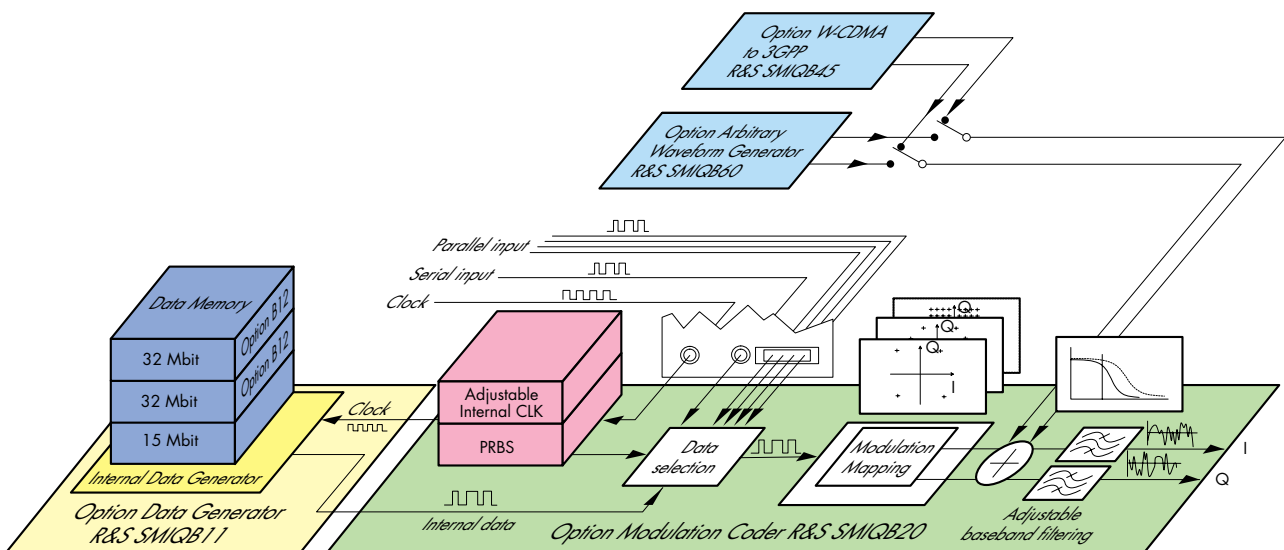 Option W-CDMA
to 3GPP
R&S SMIQB45
Option Arbitrary
Waveform Generator
R&S SMIQB60
Parallel input
Serial input
Clock
Data Memory
Option B12
Option B12
32 Mbit
32 Mbit
15 Mbit
Internal Data Generator
Option Data Generator
R&S SMIQB11
Clock
Adjustable
Internal CLK
PRBS
Internal data
Data
selection
Q
Q
Q
I
Modulation
Mapping
I
Q
Adjustable
baseband filtering
Option Modulation Coder R&S SMIQB20